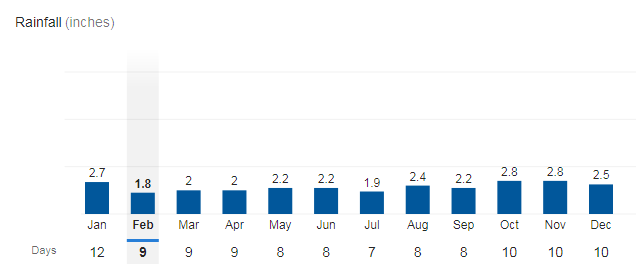 Rainfall (inches)
2.7 1.8 2 2 2.2 2.2 1.9 2.4 2.2 2.8 2.8 2.5
Jan Feb Mar Apr May Jun Jul Aug Sep Oct Nov Dec
Days 12 9 9 9 8 8 7 8 8 10 10 10